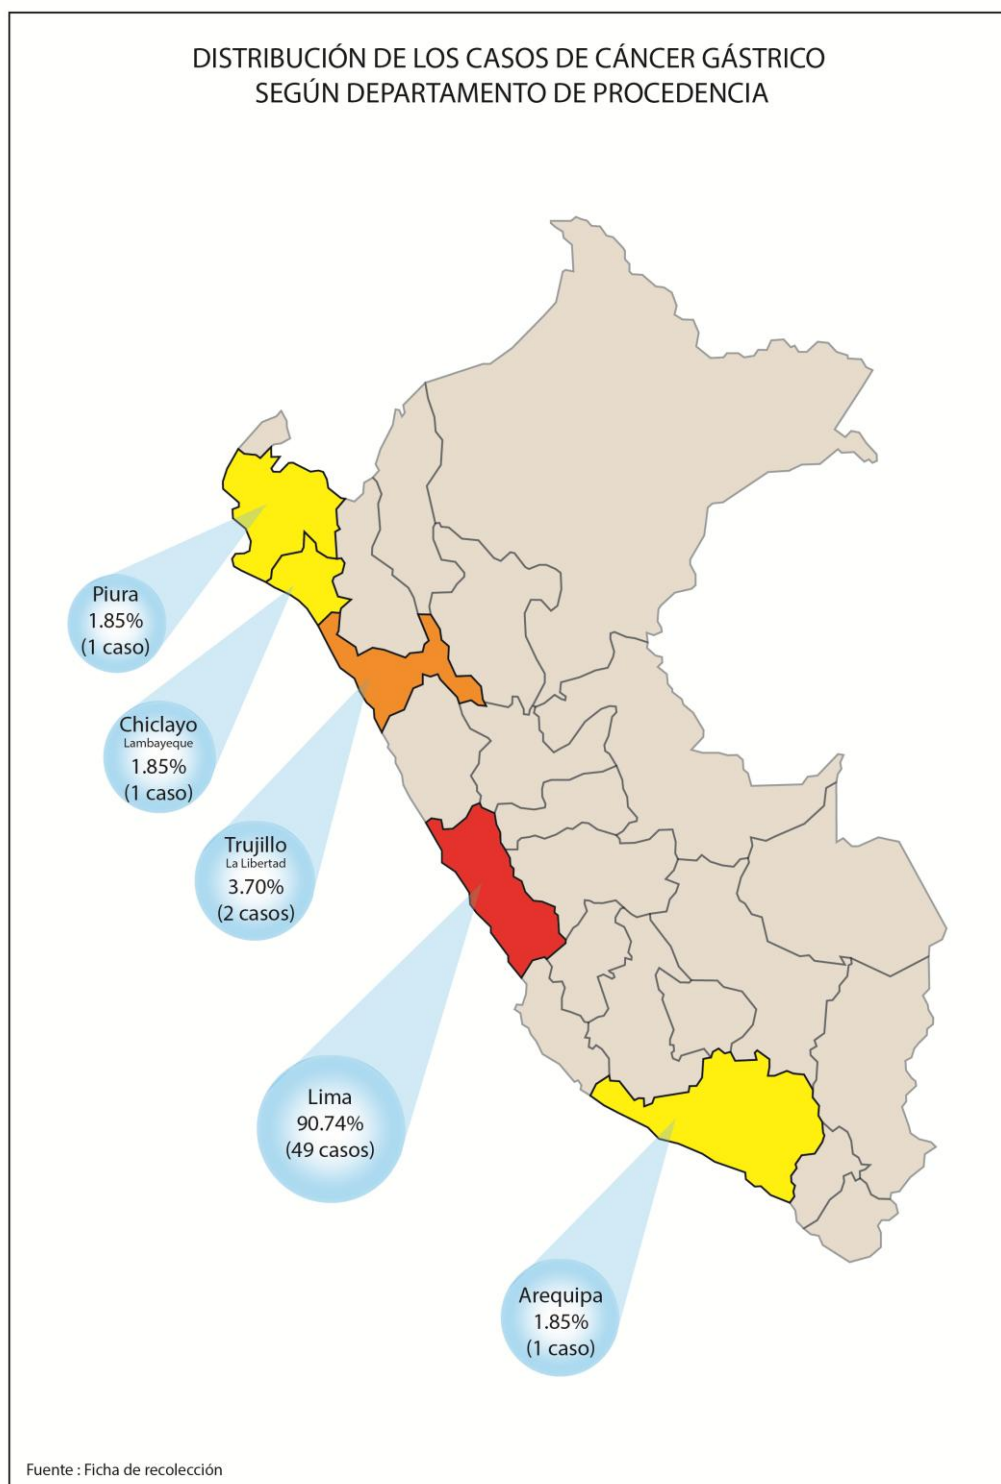 DISTRIBUCIÓN DE LOS CASOS DE CÁNCER GÁSTRICO
SEGÚN DEPARTAMENTO DE PROCEDENCIA
Piura
1.85%
(1 caso)
Chiclayo
Lambayeque
1.85%
(1 caso)
Trujillo
La Libertad
3.70%
(2 casos)
Lima
90.74%
(49 casos)
Arequipa
1.85%
(1 caso)
Fuente : Ficha de recolección